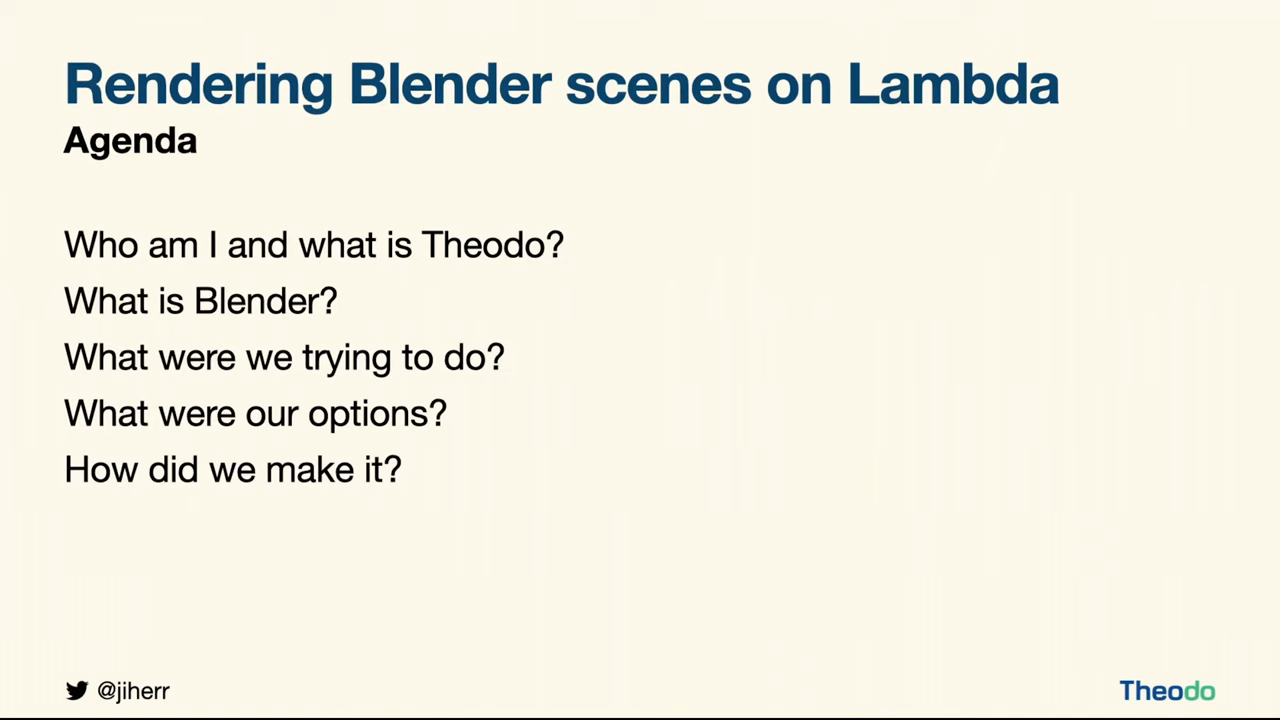 Rendering Blender scenes on Lambda
Agenda
Who am I and what is Theodo?
What is Blender?
What were we trying to do?
What were our options?
How did we make it?
@jiherr
Theodo